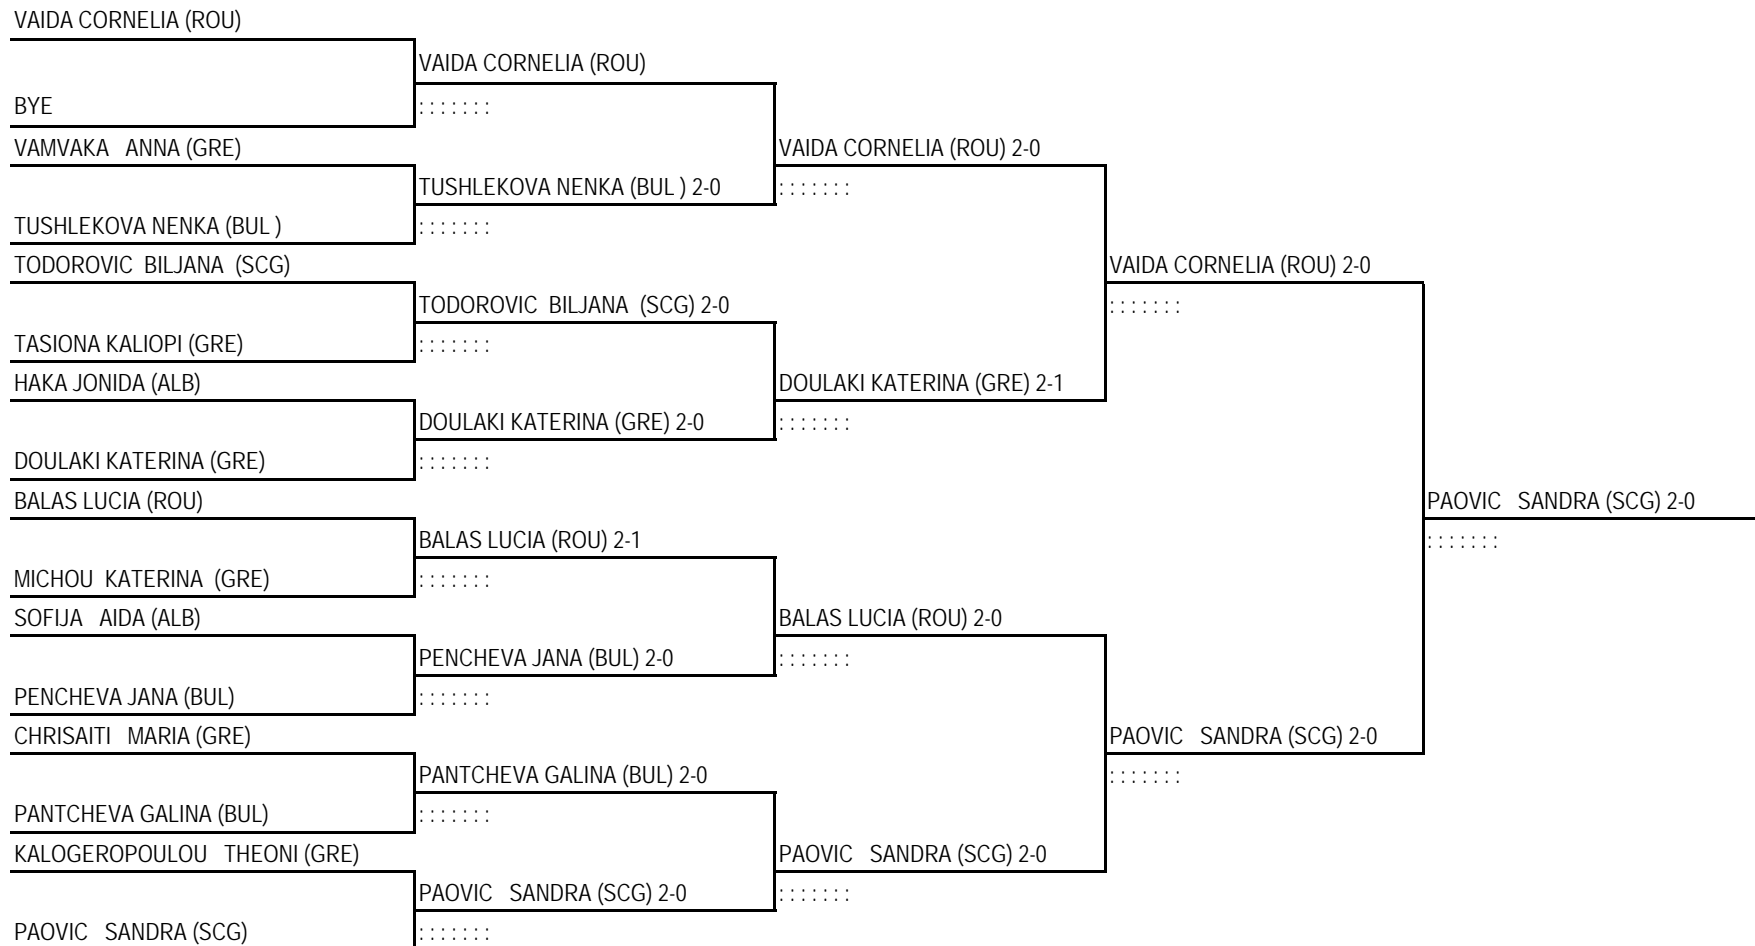 VAIDA CORNELIA (ROU)
VAIDA CORNELIA (ROU)
BYE
: : : : : : :
VAMVAKA ANNA (GRE)
VAIDA CORNELIA (ROU) 2-0
TUSHLEKOVA NENKA (BUL ) 2-0
: : : : : : :
TUSHLEKOVA NENKA (BUL )
: : : : : : :
TODOROVIC BILJANA (SCG)
VAIDA CORNELIA (ROU) 2-0
TODOROVIC BILJANA (SCG) 2-0
: : : : : : :
TASIONA KALIOPI (GRE)
: : : : : : :
HAKA JONIDA (ALB)
DOULAKI KATERINA (GRE) 2-1
DOULAKI KATERINA (GRE) 2-0
: : : : : : :
DOULAKI KATERINA (GRE)
: : : : : : :
BALAS LUCIA (ROU)
PAOVIC SANDRA (SCG) 2-0
BALAS LUCIA (ROU) 2-1
: : : : : : :
MICHOU KATERINA (GRE)
: : : : : : :
SOFIJA AIDA (ALB)
BALAS LUCIA (ROU) 2-0
PENCHEVA JANA (BUL) 2-0
: : : : : : :
PENCHEVA JANA (BUL)
: : : : : : :
CHRISAITI MARIA (GRE)
PAOVIC SANDRA (SCG) 2-0
PANTCHEVA GALINA (BUL) 2-0
: : : : : : :
PANTCHEVA GALINA (BUL)
: : : : : : :
KALOGEROPOULOU THEONI (GRE)
PAOVIC SANDRA (SCG) 2-0
PAOVIC SANDRA (SCG) 2-0
: : : : : : :
PAOVIC SANDRA (SCG)
: : : : : : :